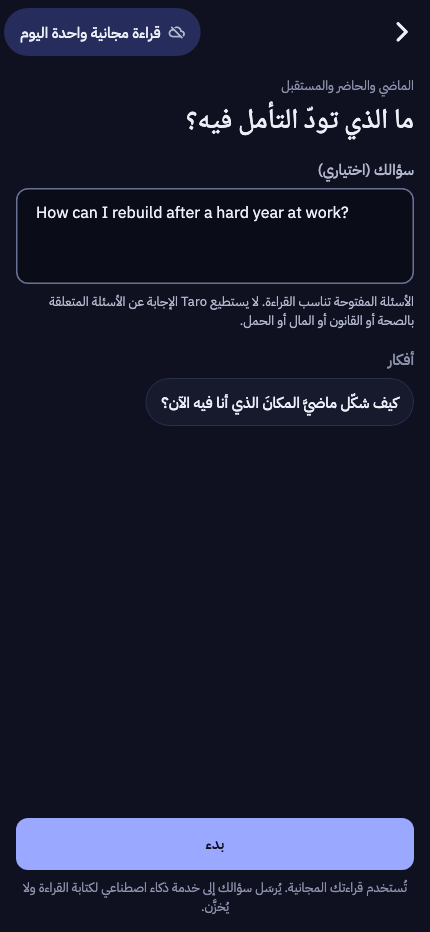 قراءة مجانية واحدة اليوم
الماضي والحاضر والمستقبل
ما الذي تودّ التأمل فيه؟
سؤالك (اختياري)
How can I rebuild after a hard year at work?
الأسئلة المفتوحة تناسب القراءة. لا يستطيع Taro الإجابة عن الأسئلة المتعلقة
بالصحة أو القانون أو المال أو الحمل.
أفكار
كيف شكّل ماضيَّ المكانَ الذي أنا فيه الآن؟
بدء
تُستخدم قراءتك المجانية. يُرسَل سؤالك إلى خدمة ذكاء اصطناعي لكتابة القراءة ولا
يُخزَّن.